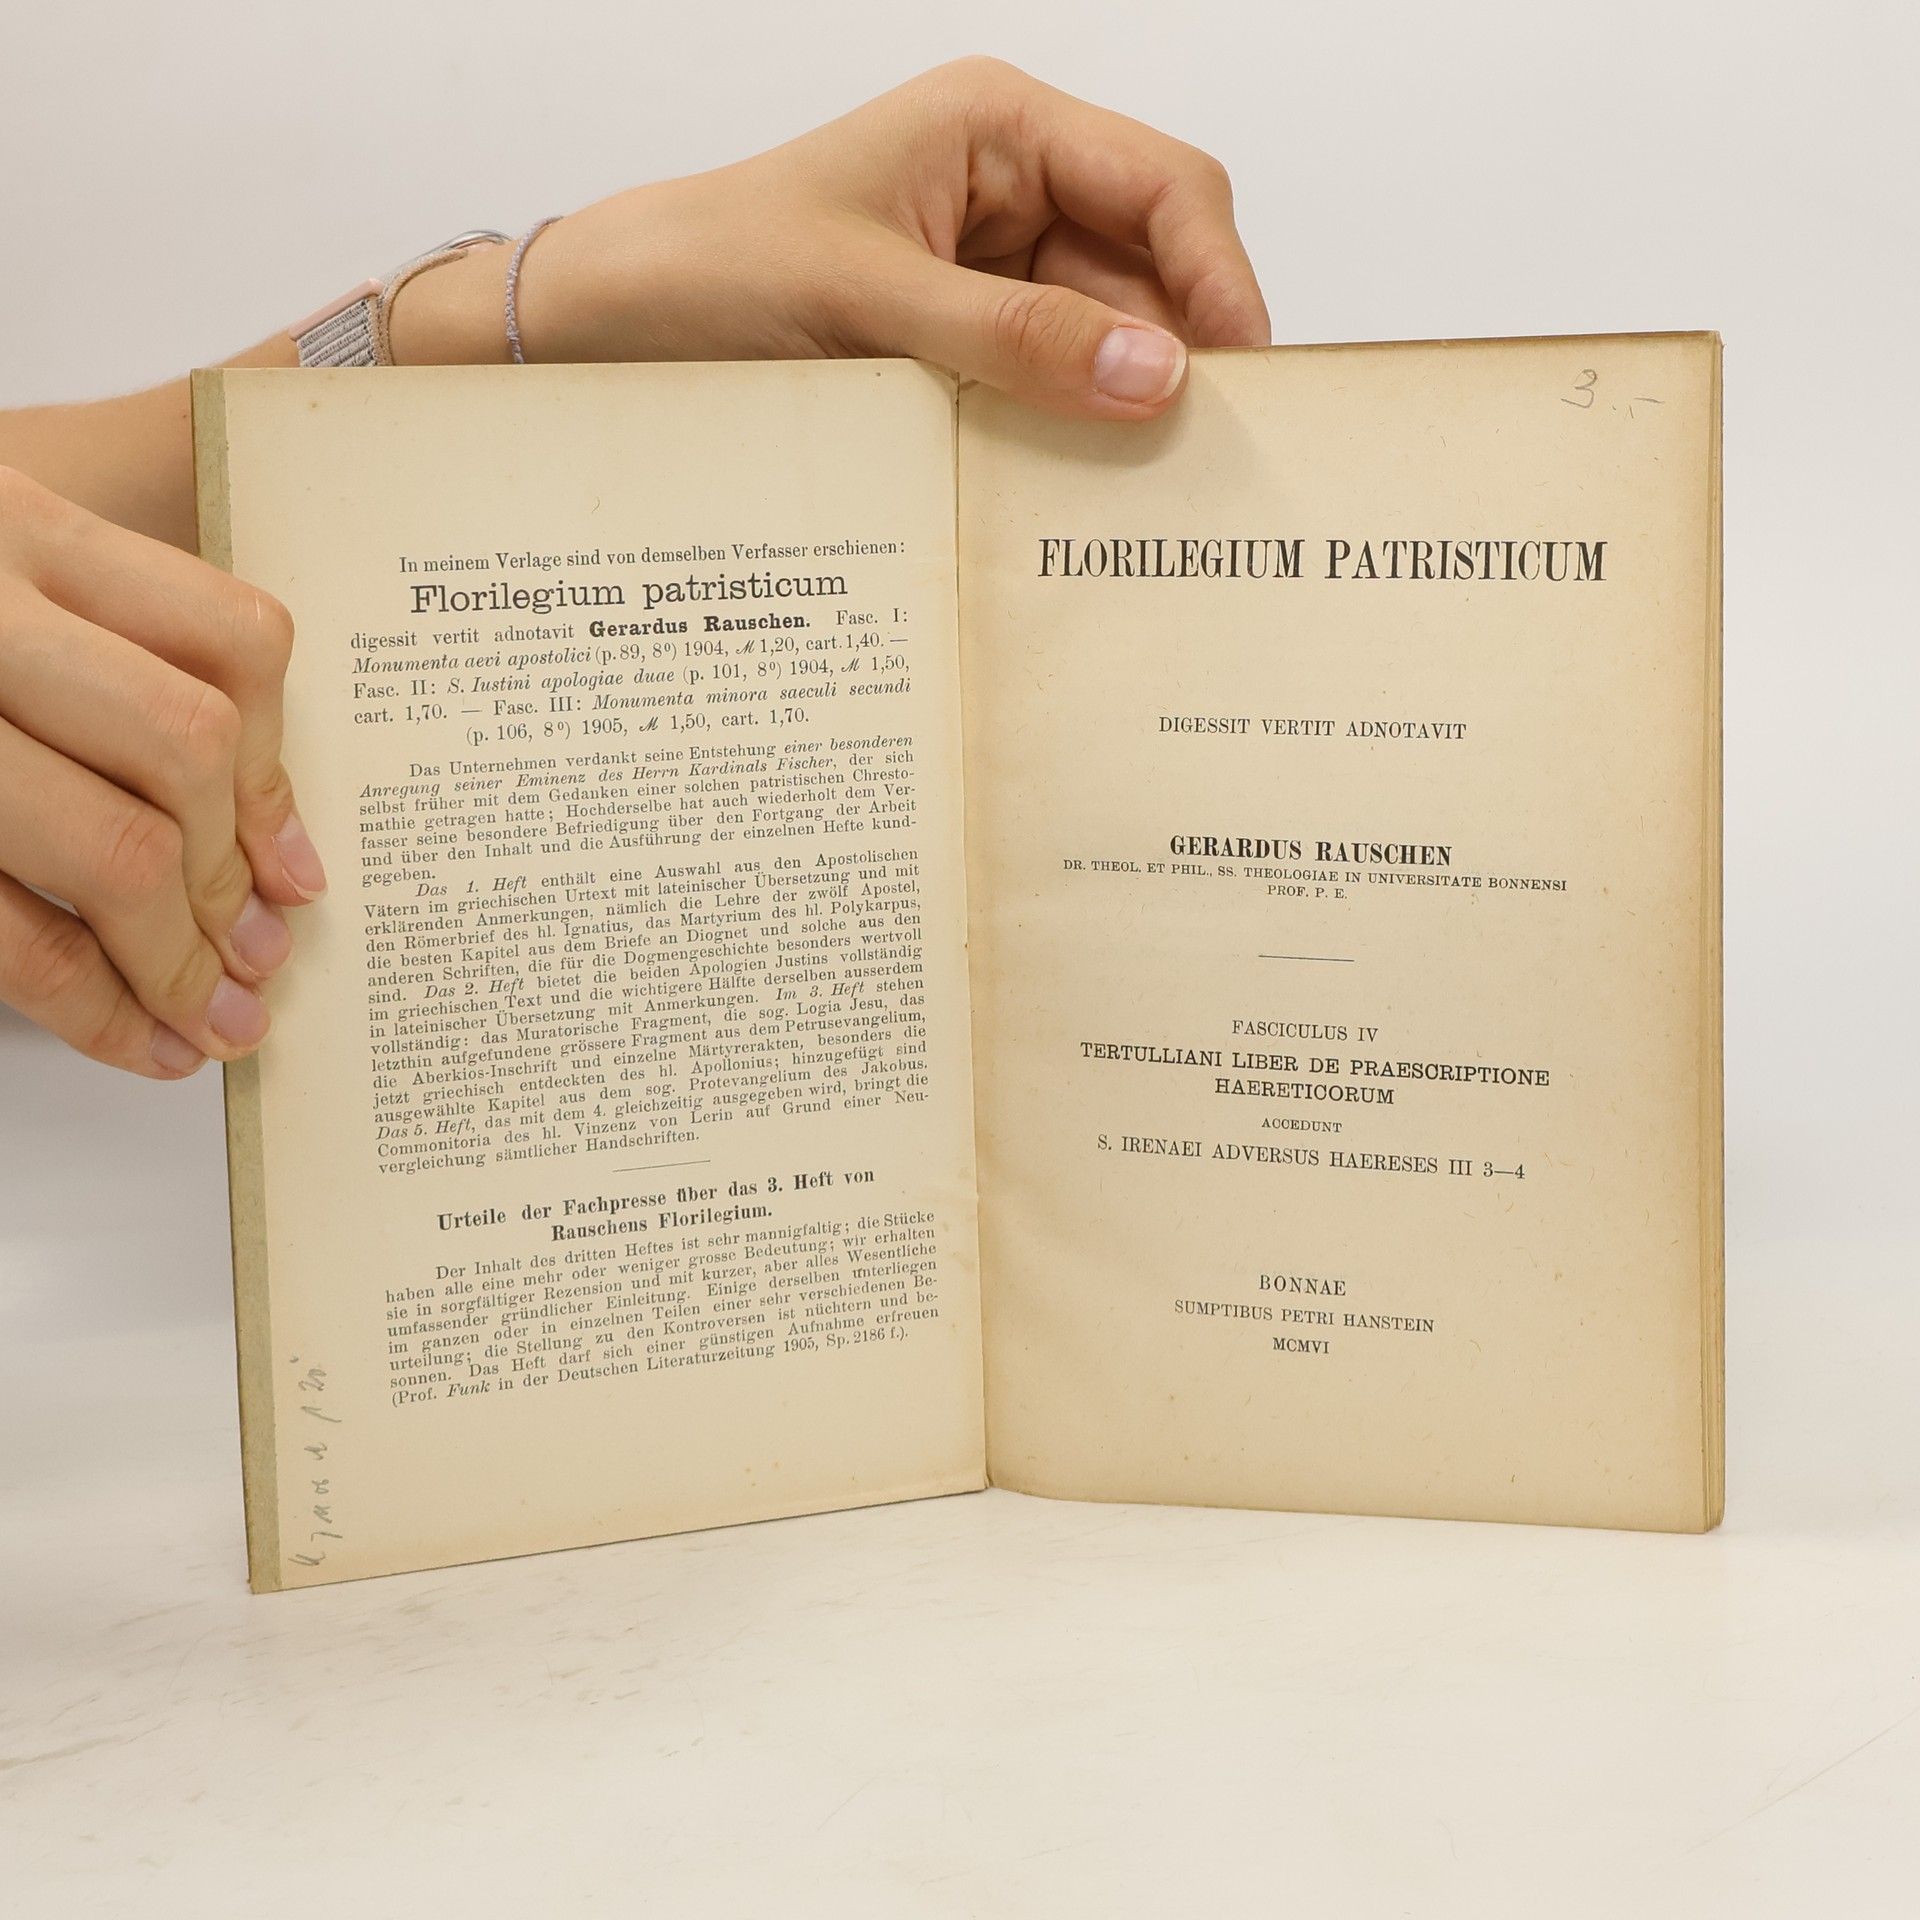 In meinem Verlage sind von demselben Verfasser erschienen:
Florilegium patristicum
digessit vertit adnotavit Gerardus Rauschen. Fasc. I:
Monumenta aevi apostolici (p. 89, 8⁰) 1904, ℳ 1,20, cart. 1,40. —
Fasc. II: S. Iustini apologiae duae (p. 101, 8⁰) 1904, ℳ 1,50,
cart. 1,70. — Fasc. III: Monumenta minora saeculi secundi
(p. 106, 8⁰) 1905, ℳ 1,50, cart. 1,70.
Das Unternehmen verdankt seine Entstehung einer besonderen
Anregung seiner Eminenz des Herrn Kardinals Fischer, der sich
selbst früher mit dem Gedanken einer solchen patristischen Chresto-
mathie getragen hatte; Hochderselbe hat auch wiederholt dem Ver-
fasser seine besondere Befriedigung über den Fortgang der Arbeit
und über den Inhalt und die Ausführung der einzelnen Hefte kund-
gegeben.
Das 1. Heft enthält eine Auswahl aus den Apostolischen
Vätern im griechischen Urtext mit lateinischer Übersetzung und mit
erklärenden Anmerkungen, nämlich die Lehre der zwölf Apostel,
den Römerbrief des hl. Ignatius, das Martyrium des hl. Polykarpus,
die besten Kapitel aus dem Briefe an Diognet und solche aus den
anderen Schriften, die für die Dogmengeschichte besonders wertvoll
sind. Das 2. Heft bietet die beiden Apologien Justins vollständig
im griechischen Text und die wichtigere Hälfte derselben ausserdem
in lateinischer Übersetzung mit Anmerkungen. Im 3. Heft stehen
vollständig: das Muratorische Fragment, die sog. Logia Jesu, das
letzthin aufgefundene grössere Fragment aus dem Petrusevangelium,
die Aberkios-Inschrift und einzelne Märtyrerakten, besonders die
jetzt griechisch entdeckten des hl. Apollonius; hinzugefügt sind
ausgewählte Kapitel aus dem sog. Protevangelium des Jakobus.
Das 5. Heft, das mit dem 4. gleichzeitig ausgegeben wird, bringt die
Commonitoria des hl. Vinzenz von Lerin auf Grund einer Neu-
vergleichung sämtlicher Handschriften.
Urteile der Fachpresse über das 3. Heft von
Rauschens Florilegium.
Der Inhalt des dritten Heftes ist sehr mannigfaltig; die Stücke
haben alle eine mehr oder weniger grosse Bedeutung; wir erhalten
sie in sorgfältiger Rezension und mit kurzer, aber alles Wesentliche
umfassender gründlicher Einleitung. Einige derselben unterliegen
im ganzen oder in einzelnen Teilen einer sehr verschiedenen Be-
urteilung; die Stellung zu den Kontroversen ist nüchtern und be-
sonnen. Das Heft darf sich einer günstigen Aufnahme erfreuen
(Prof. Funk in der Deutschen Literaturzeitung 1905, Sp. 2186 f.).
3.-
FLORILEGIUM PATRISTICUM
DIGESSIT VERTIT ADNOTAVIT
GERARDUS RAUSCHEN
DR. THEOL. ET PHIL., SS. THEOLOGIAE IN UNIVERSITATE BONNENSI
PROF. P. E.
FASCICULUS IV
TERTULLIANI LIBER DE PRAESCRIPTIONE
HAERETICORUM
ACCEDUNT
S. IRENAEI ADVERSUS HAERESES III 3—4
BONNAE
SUMPTIBUS PETRI HANSTEIN
MCMVI